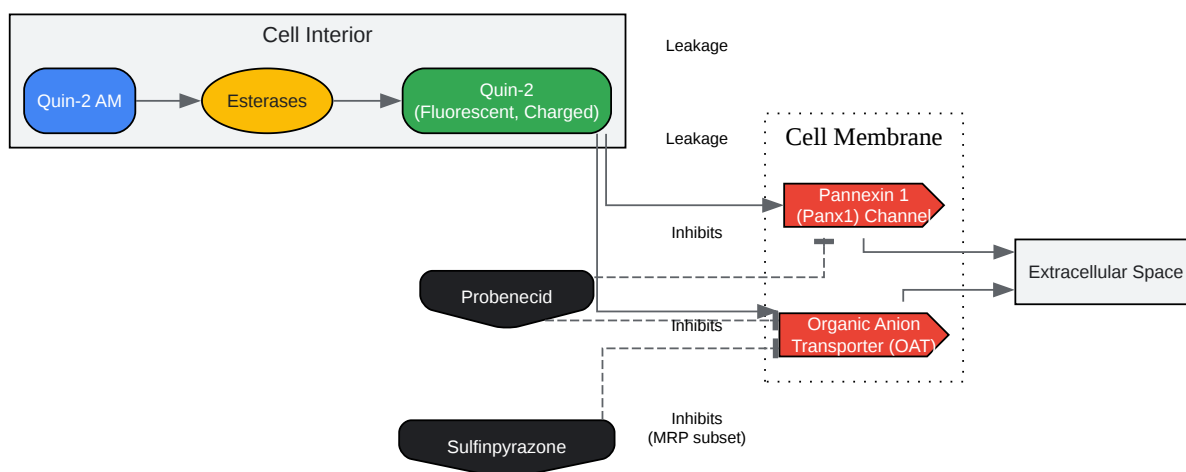 Cell Interior
Leakage
Quin-2 AM
Esterases
Quin-2
(Fluorescent, Charged)
Leakage
Cell Membrane
Pannexin 1
(Panx1) Channel
Inhibits
Extracellular Space
Probenecid
Inhibits
Organic Anion
Transporter (OAT)
Inhibits
(MRP subset)
Sulfinpyrazone